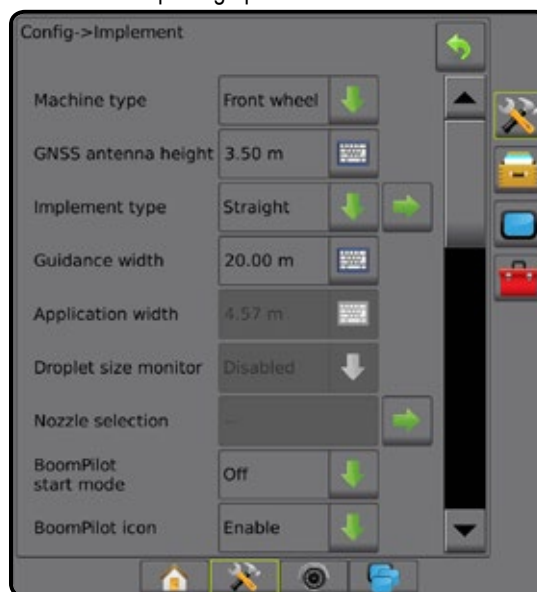 Config->Implement
Machine type Front wheel
GNSS antenna height 3.50 m
Implement type Straight
Guidance width 20.00 m
Application width 4.57 m
Droplet size monitor Disabled
Nozzle selection --
BoomPilot
start mode Off
BoomPilot icon Enable